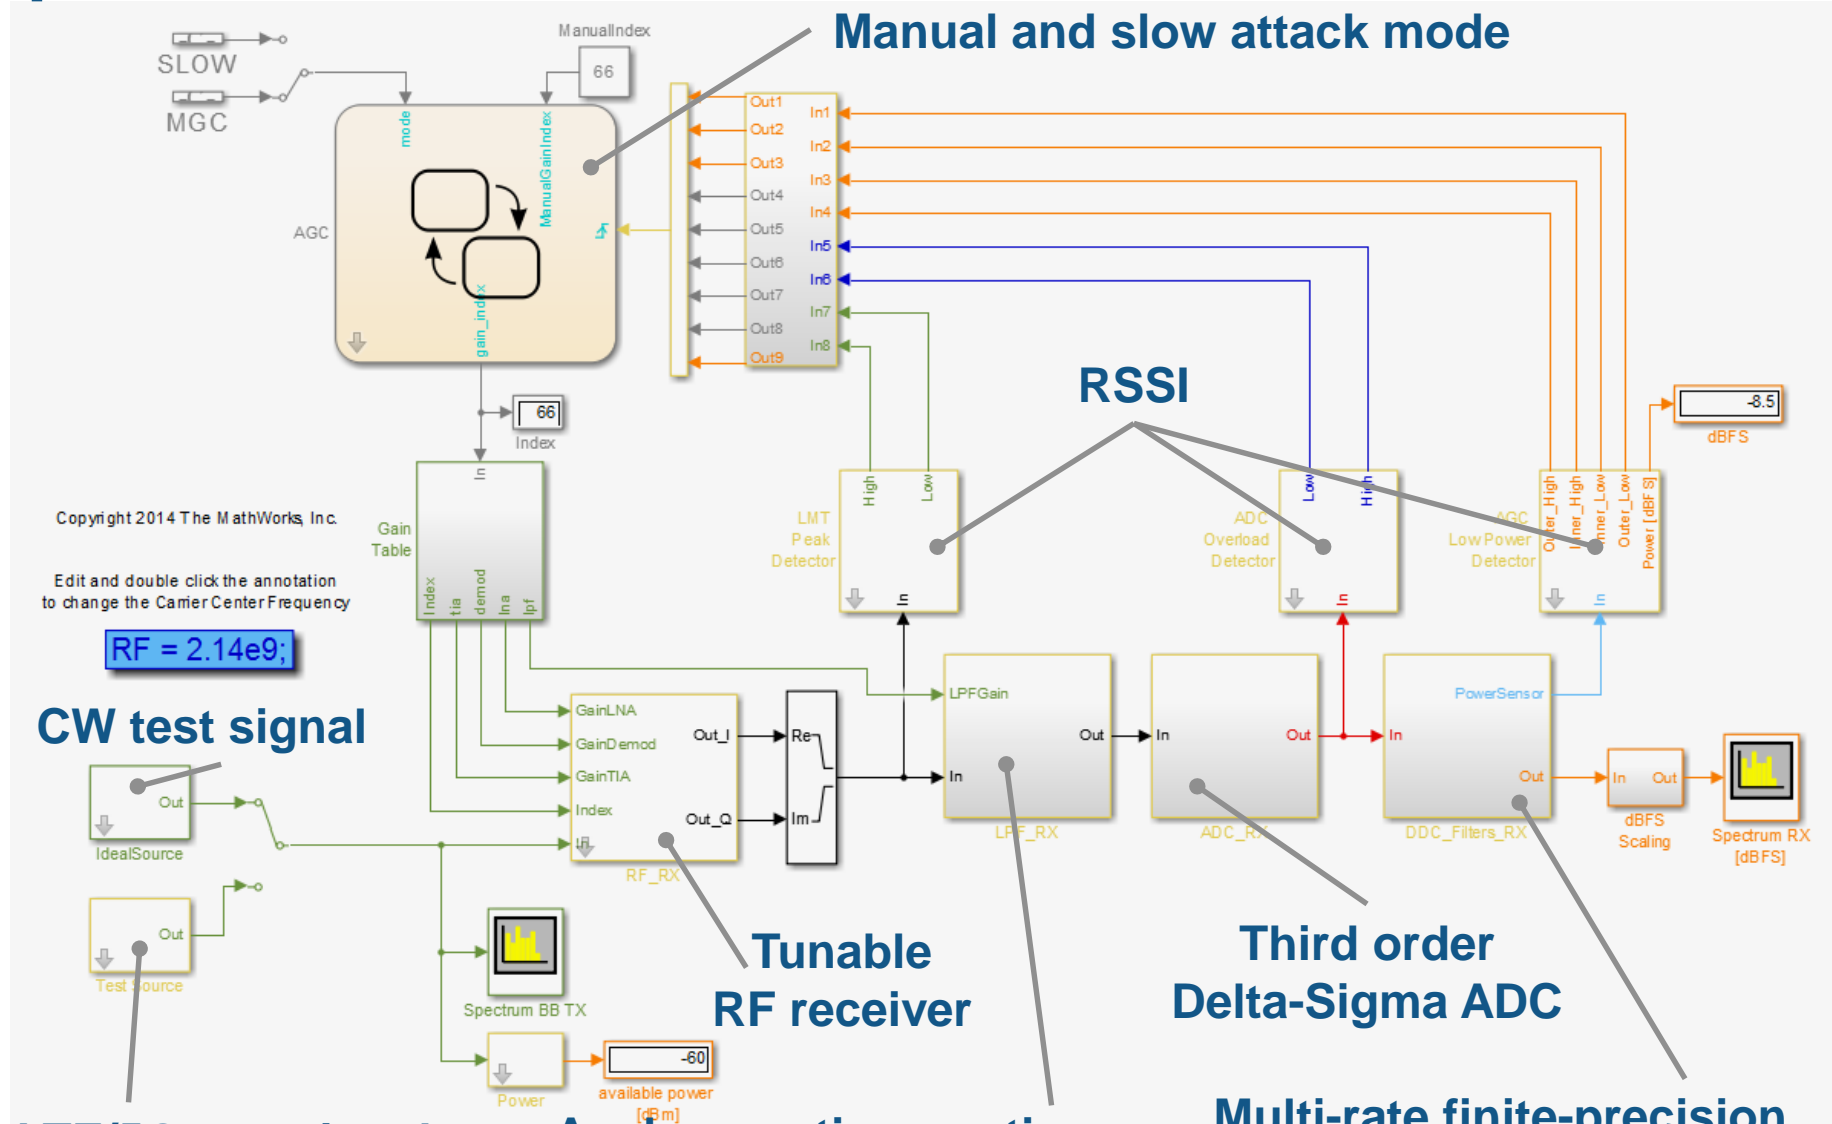 Manual and slow attack mode
SLOW
MGC
ManualIndex
66
mode
ManualGainIndex
AGC
gain_index
Out1
Out2
Out3
Out4
Out5
Out6
Out7
Out8
Out9
In1
In2
In3
In4
In5
In6
In7
In8
66
Index
RSSI
-8.5
dBFS
In
Gain
Table
Index
tia
demod
lna
lpf
Copyright 2014 The MathWorks, Inc.
Edit and double click the annotation
to change the Carrier Center Frequency
RF = 2.14e9;
High
Low
LMT
Peak
Detector
In
Low
High
ADC
Overload
Detector
In
Outer_High
Inner_High
Inner_Low
Outer_Low
Power [dBFS]
AGC
Low Power
Detector
In
CW test signal
Out
IdealSource
Out
Test Source
GainLNA
GainDemod
GainTIA
Index
In
Out_I
Out_Q
RF_RX
Re
Im
LPFGain
In
Out
LPF_RX
In
Out
ADC_RX
In
PowerSensor
Out
DDC_Filters_RX
In
Out
dBFS
Scaling
Spectrum RX
[dBFS]
Spectrum BB TX
Power
-60
available power
[dBm]
Tunable
RF receiver
Third order
Delta-Sigma ADC
Multi-rate finite-precision